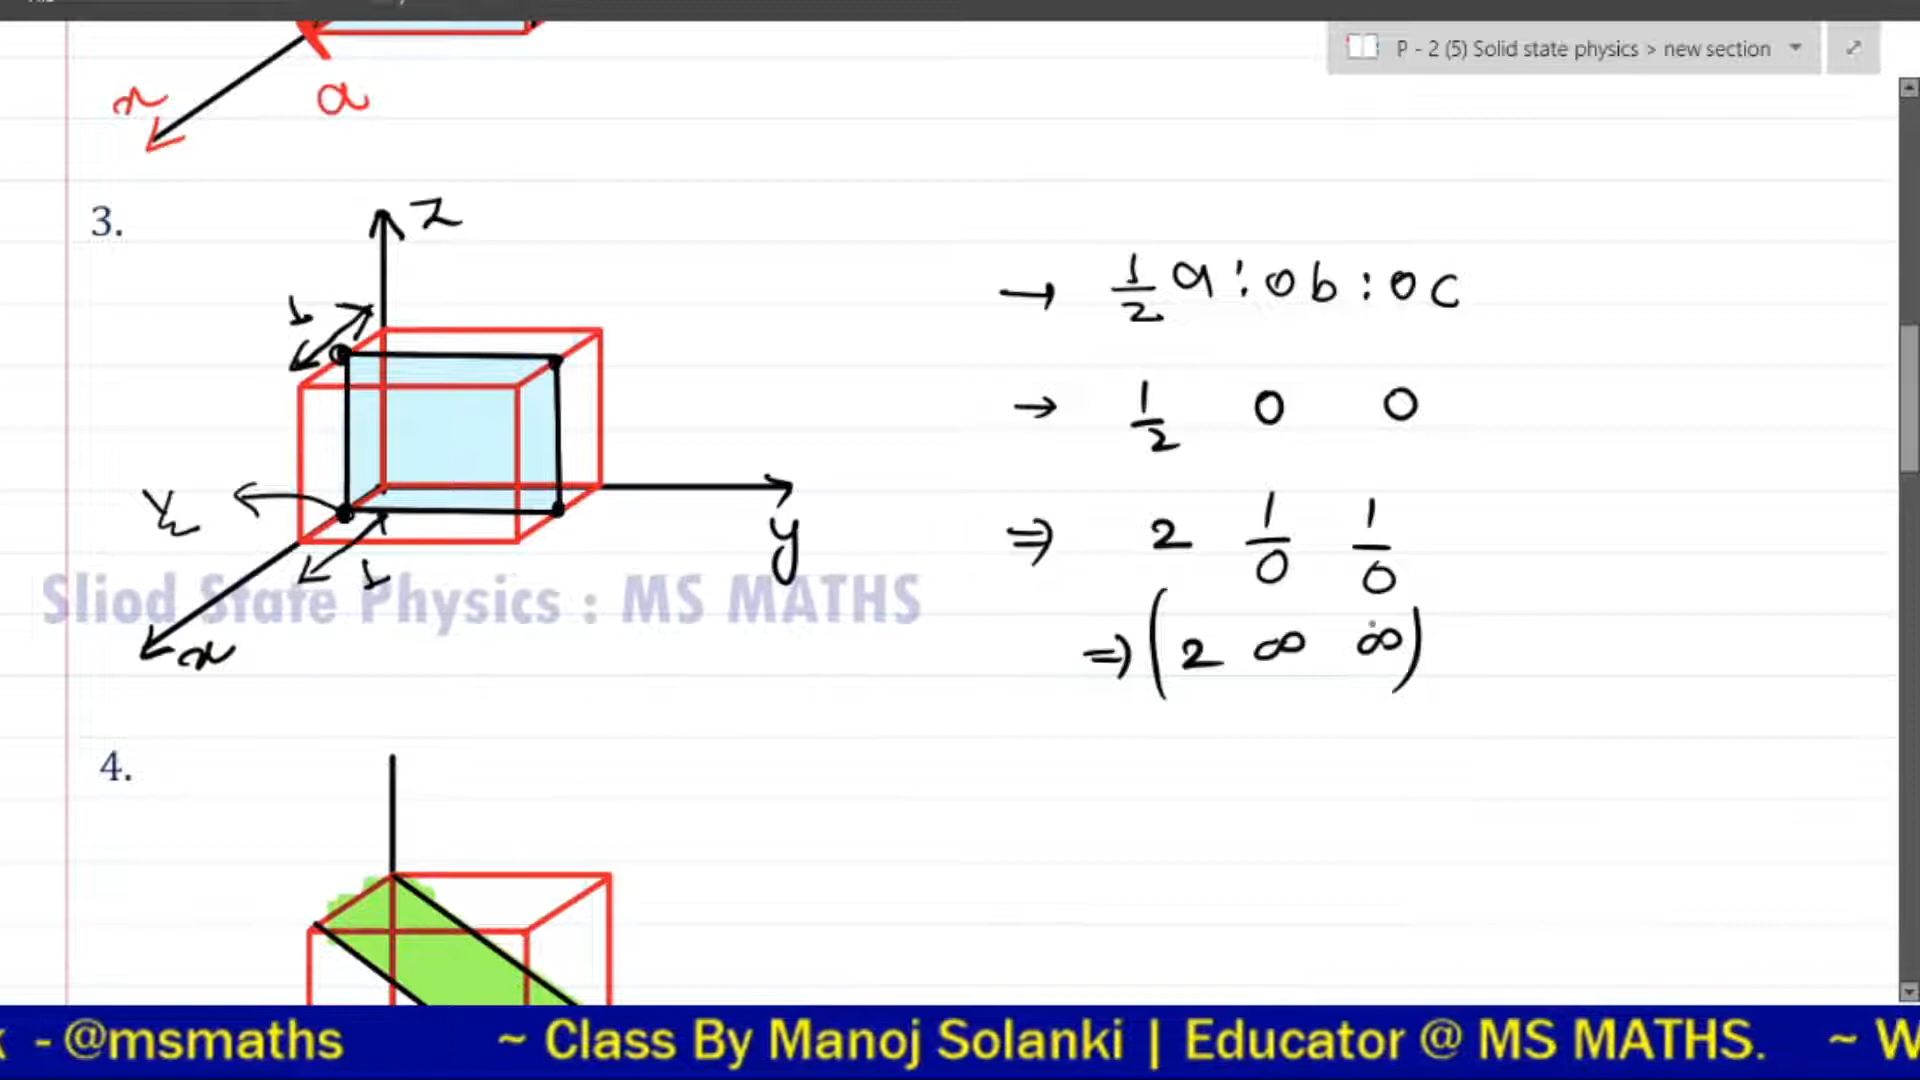 P - 2 (5) Solid state physics > new section
x
a
3.
z
1
→ 1/2 a : 0 b : 0 c
→ 1/2 0 0
1/2
y
⇒ 2 1/0 1/0
1
Sliod State Physics : MS MATHS
x
⇒ ( 2 ∞ ∞ )
4.
- @msmaths ~ Class By Manoj Solanki | Educator @ MS MATHS. ~ W